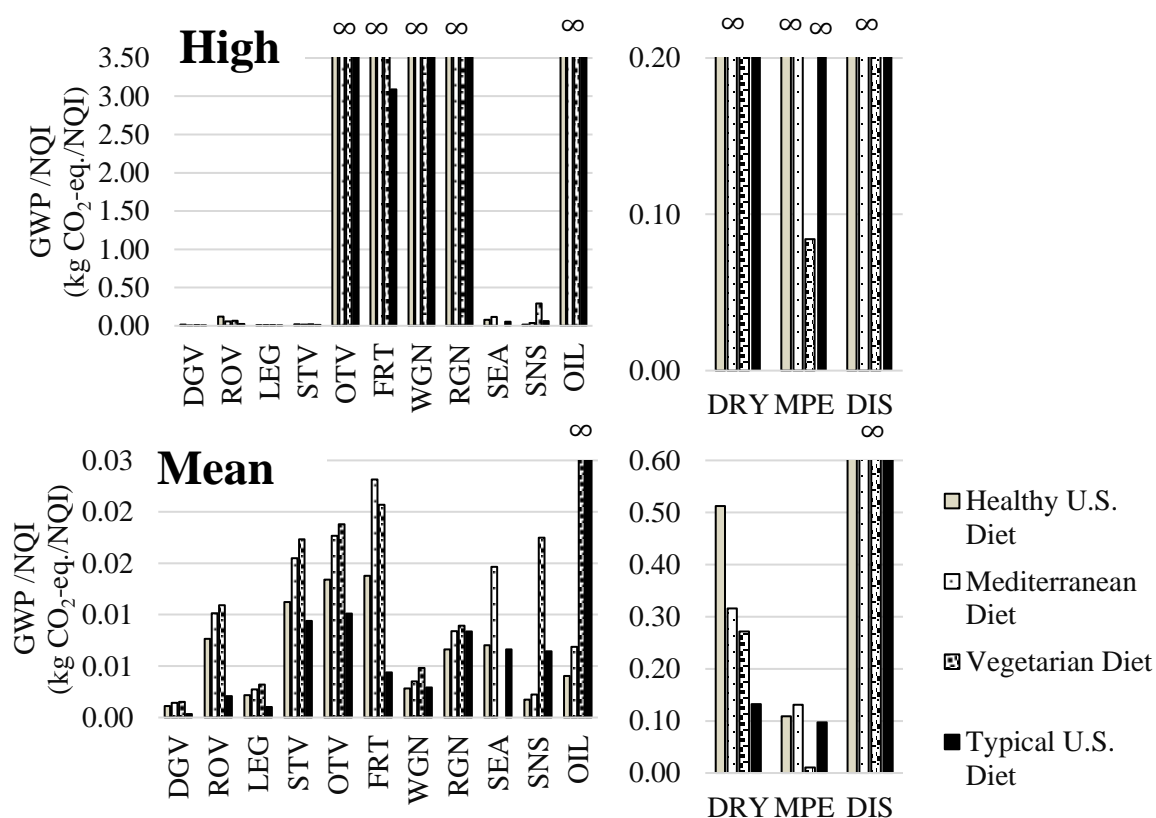 ∞ ∞ ∞ ∞ ∞
High
GWP /NQI
(kg CO2-eq./NQI)
3.50
3.00
2.50
2.00
1.50
1.00
0.50
0.00
DGV ROV LEG STV OTV FRT WGN RGN SEA SNS OIL
∞ ∞ ∞ ∞
0.20
0.10
0.00
DRY MPE DIS
∞
Mean
GWP /NQI
(kg CO2-eq./NQI)
0.03
0.02
0.02
0.01
0.01
0.00
DGV ROV LEG STV OTV FRT WGN RGN SEA SNS OIL
∞
0.60
0.50
0.40
0.30
0.20
0.10
0.00
DRY MPE DIS
Healthy U.S.
Diet
Mediterranean
Diet
Vegetarian Diet
Typical U.S.
Diet